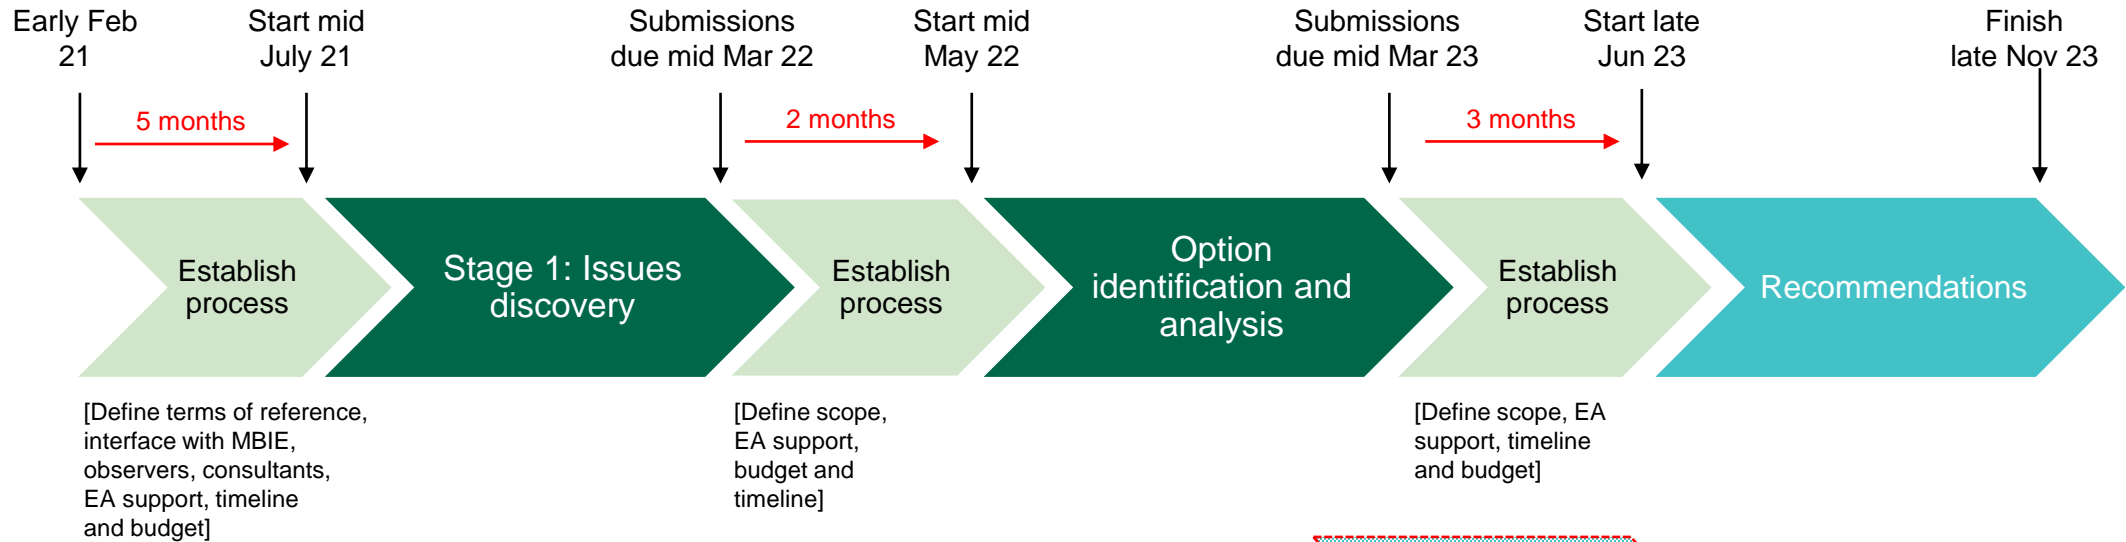 Early Feb
21
Start mid
July 21
Submissions
due mid Mar 22
Start mid
May 22
Submissions
due mid Mar 23
Start late
Jun 23
Finish
late Nov 23
5 months
2 months
3 months
Establish
process
Stage 1: Issues
discovery
Establish
process
Option
identification and
analysis
Establish
process
Recommendations
[Define terms of reference,
interface with MBIE,
observers, consultants,
EA support, timeline
and budget]
[Define scope,
EA support,
budget and
timeline]
[Define scope, EA
support, timeline
and budget]